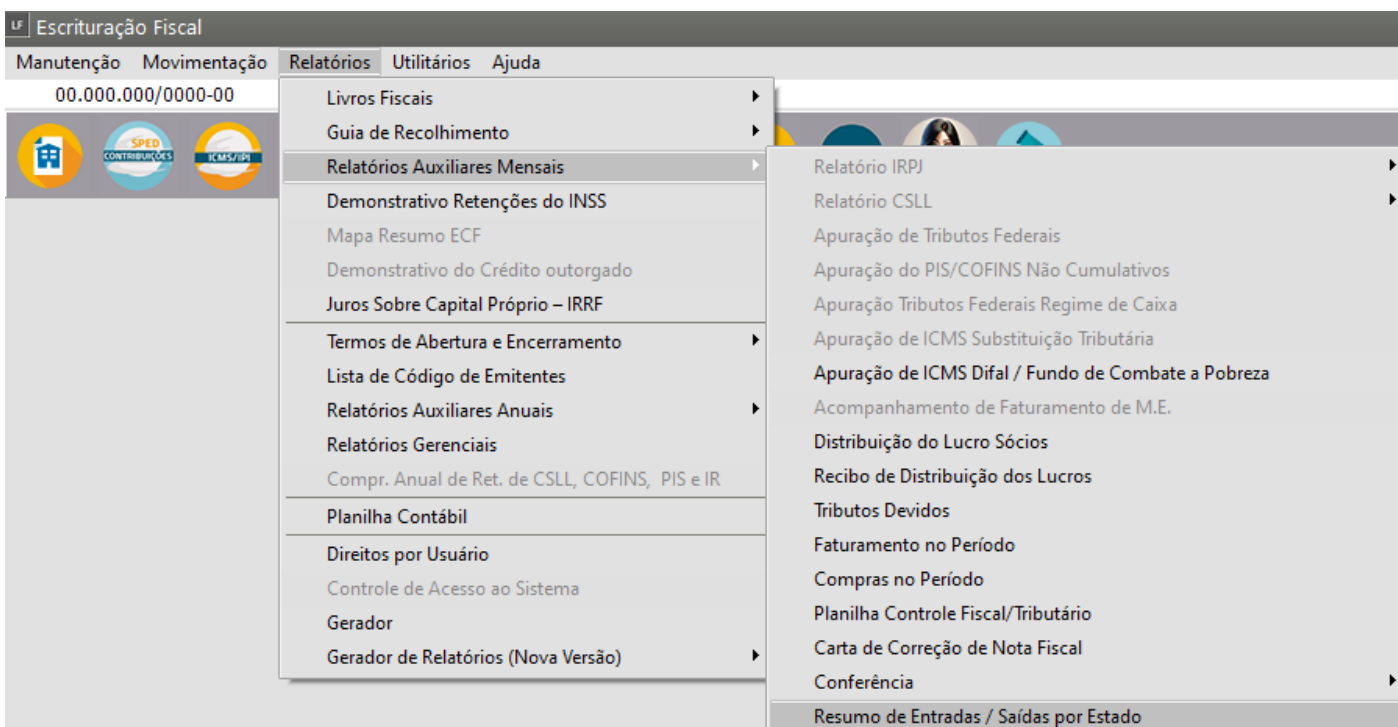 LF Escrituração Fiscal
Manutenção Movimentação Relatórios Utilitários Ajuda
00.000.000/0000-00
SPED
CONTRIBUIÇÕES
ICMS/IPI
Livros Fiscais
Guia de Recolhimento
Relatórios Auxiliares Mensais
Demonstrativo Retenções do INSS
Mapa Resumo ECF
Demonstrativo do Crédito outorgado
Juros Sobre Capital Próprio – IRRF
Termos de Abertura e Encerramento
Lista de Código de Emitentes
Relatórios Auxiliares Anuais
Relatórios Gerenciais
Compr. Anual de Ret. de CSLL, COFINS, PIS e IR
Planilha Contábil
Direitos por Usuário
Controle de Acesso ao Sistema
Gerador
Gerador de Relatórios (Nova Versão)
Relatório IRPJ
Relatório CSLL
Apuração de Tributos Federais
Apuração do PIS/COFINS Não Cumulativos
Apuração Tributos Federais Regime de Caixa
Apuração de ICMS Substituição Tributária
Apuração de ICMS Difal / Fundo de Combate a Pobreza
Acompanhamento de Faturamento de M.E.
Distribuição do Lucro Sócios
Recibo de Distribuição dos Lucros
Tributos Devidos
Faturamento no Período
Compras no Período
Planilha Controle Fiscal/Tributário
Carta de Correção de Nota Fiscal
Conferência
Resumo de Entradas / Saídas por Estado